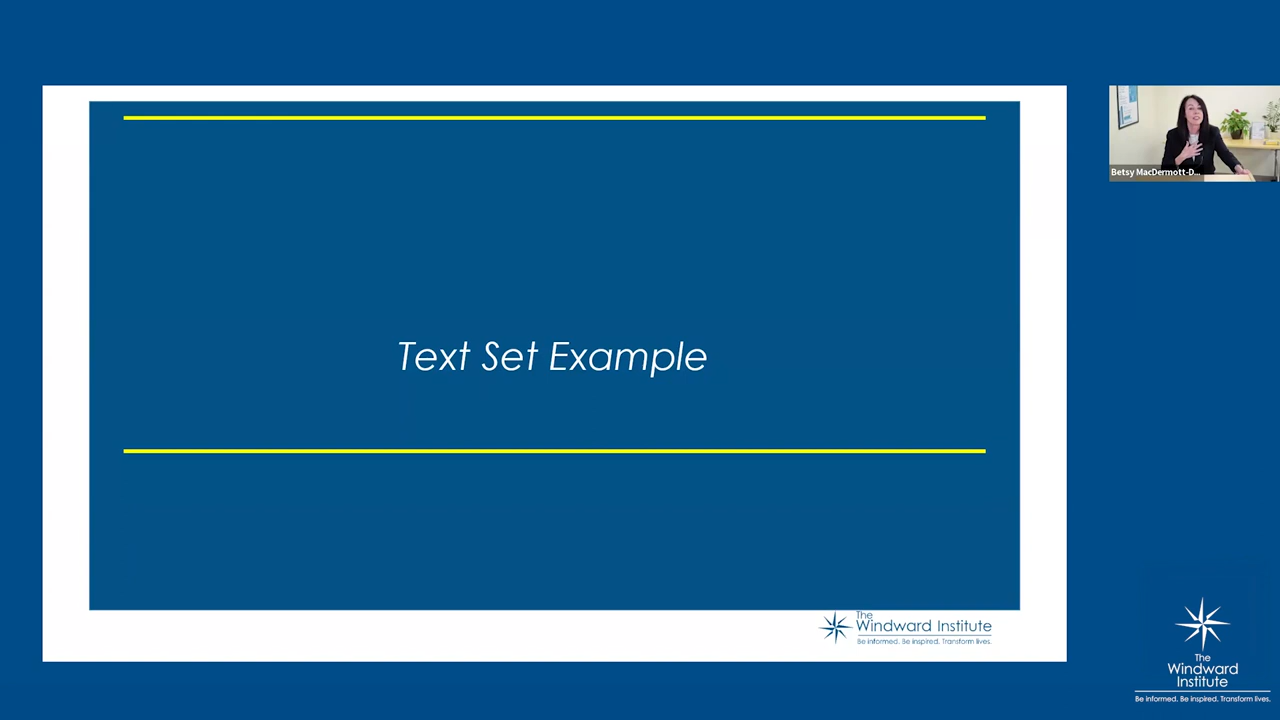 Text Set Example
The
Windward Institute
Be informed. Be inspired. Transform lives.
Betsy MacDermott-D...
The
Windward
Institute
Be informed. Be inspired. Transform lives.